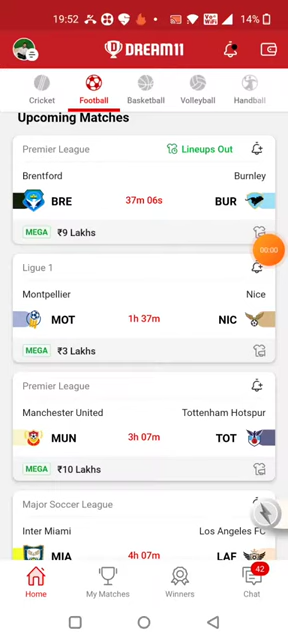 19:52
Vo WiFi
14%
DREAM11
Cricket
Football
Basketball
Volleyball
Handball
Upcoming Matches
Premier League
Lineups Out
Brentford
Burnley
BRE
37m 06s
BUR
MEGA
₹9 Lakhs
00:00
Ligue 1
Montpellier
Nice
MOT
1h 37m
NIC
MEGA
₹3 Lakhs
Premier League
Manchester United
Tottenham Hotspur
MUN
3h 07m
TOT
MEGA
₹10 Lakhs
Major Soccer League
Inter Miami
Los Angeles FC
MIA
4h 07m
LAF
Home
My Matches
Winners
42
Chat